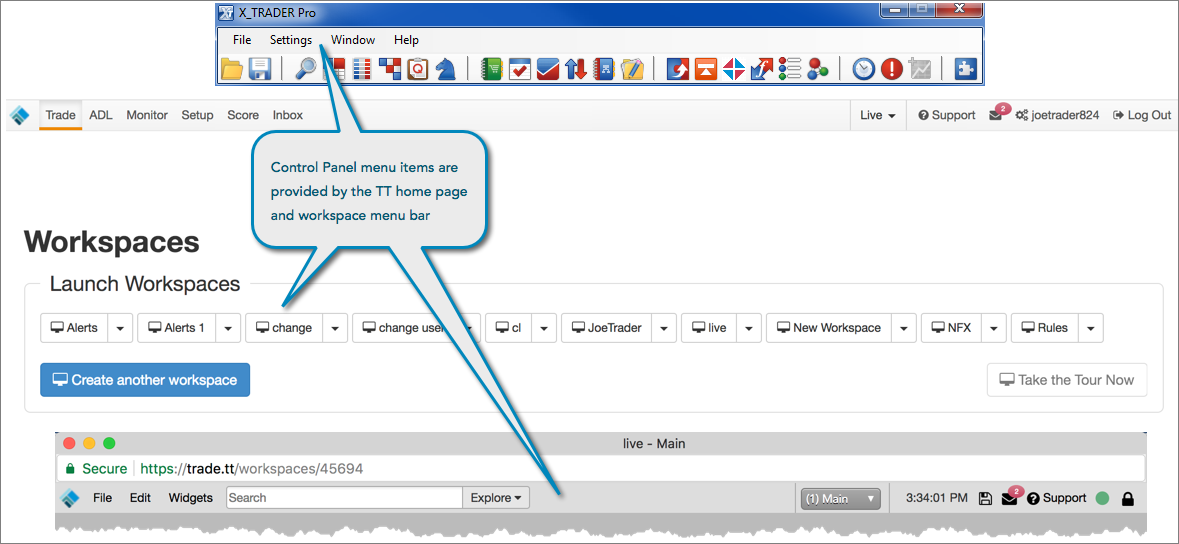 X_TRADER Pro
File Settings Window Help
Trade ADL Monitor Setup Score Inbox Live Support 2 joetrader824 Log Out
Control Panel menu items are
provided by the TT home page
and workspace menu bar
Workspaces
Launch Workspaces
Alerts Alerts 1 change change user cl JoeTrader live New Workspace NFX Rules
Create another workspace Take the Tour Now
live - Main
Secure https://trade.tt/workspaces/45694
File Edit Widgets Search Explore (1) Main 3:34:01 PM 2 Support